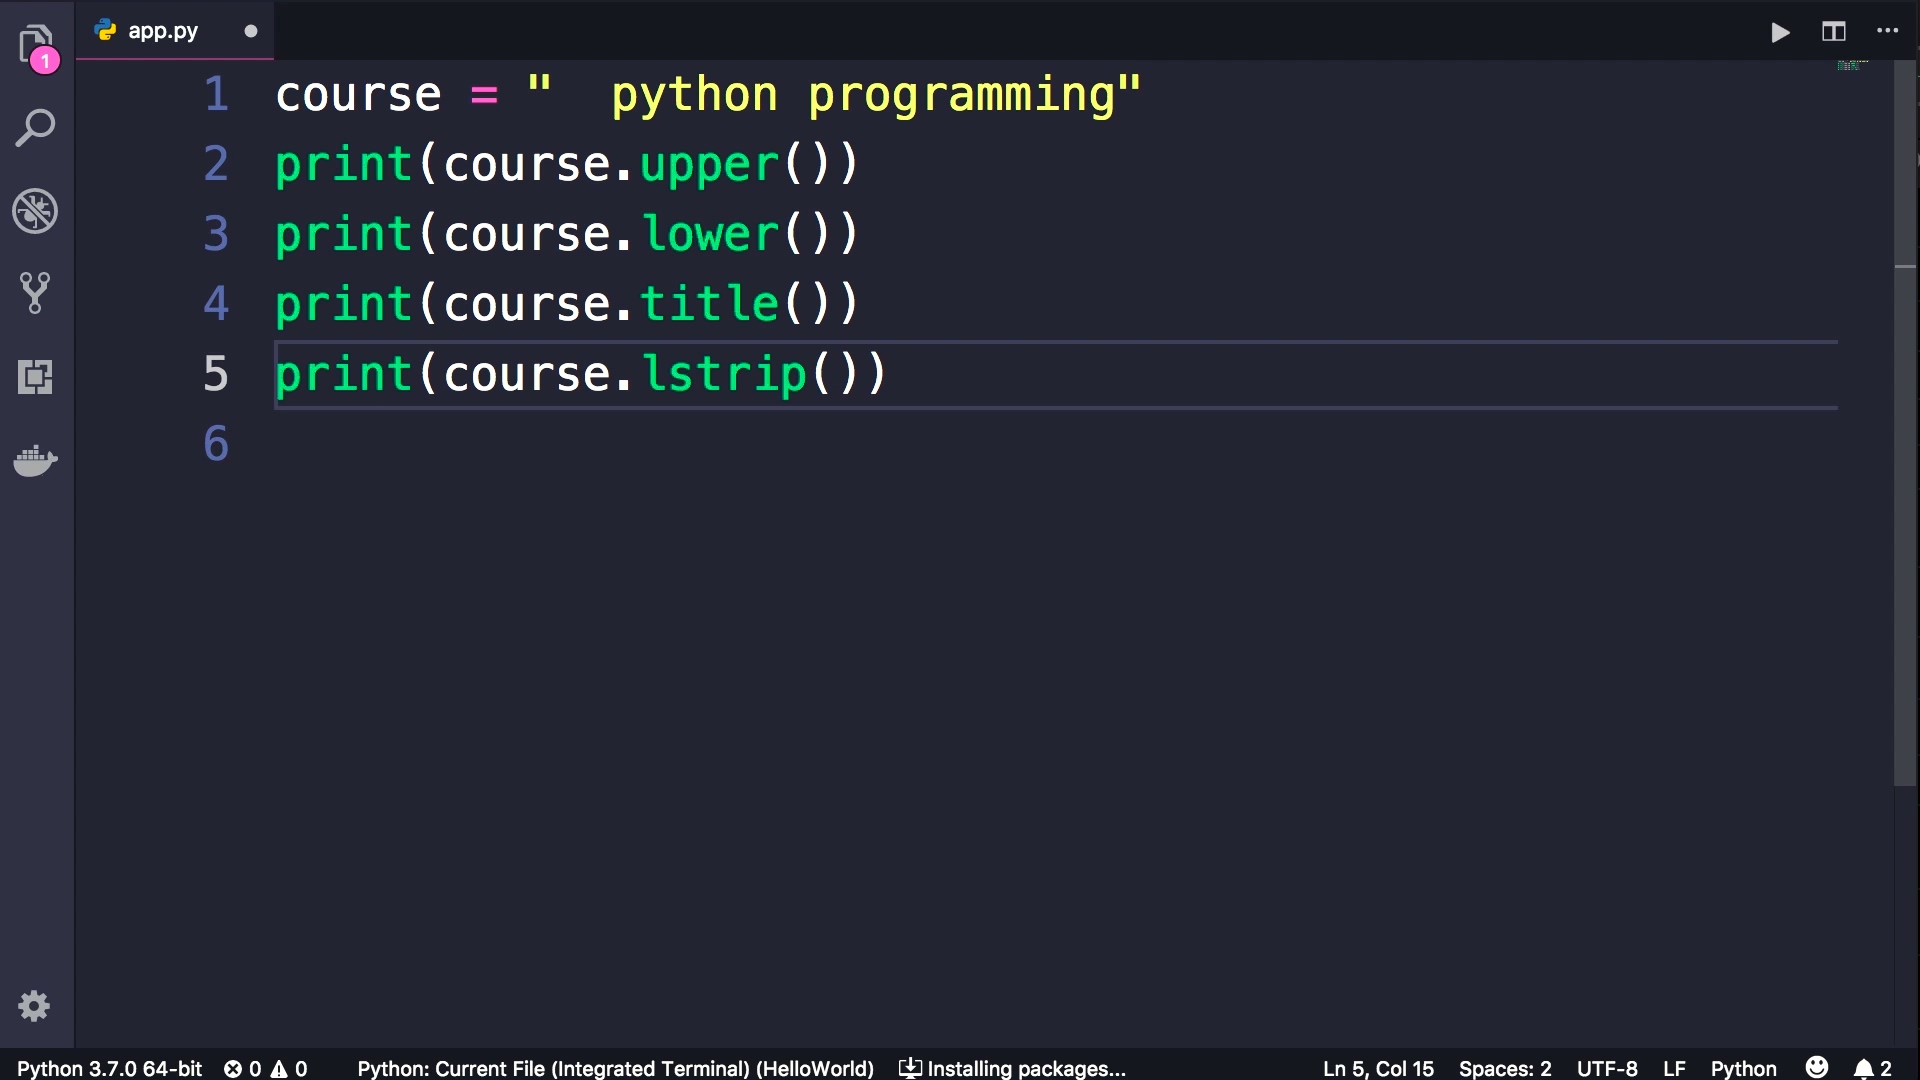 app.py
1
1 course = "  python programming"
2 print(course.upper())
3 print(course.lower())
4 print(course.title())
5 print(course.lstrip())
6
Python 3.7.0 64-bit 0 0 Python: Current File (Integrated Terminal) (HelloWorld) Installing packages... Ln 5, Col 15 Spaces: 2 UTF-8 LF Python 2